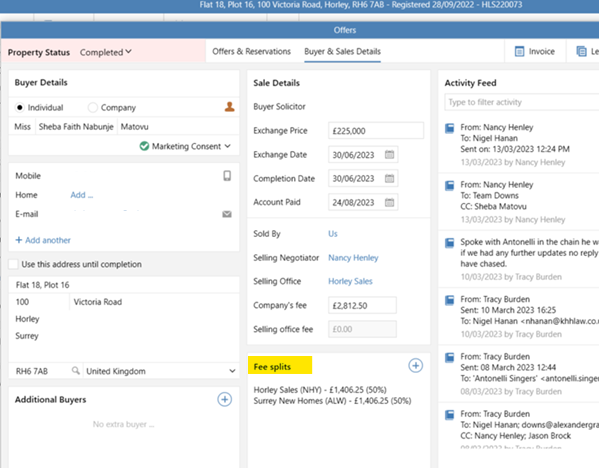 Flat 18, Plot 16, 100 Victoria Road, Horley, RH6 7AB - Registered 28/09/2022 - HLS220073
Offers
Property Status Completed
Offers & Reservations
Buyer & Sales Details
Invoice
Le
Buyer Details
Individual
Company
Miss Sheba Faith Nabunje Matovu
Marketing Consent
Mobile
Home Add ...
E-mail
+ Add another
Use this address until completion
Flat 18, Plot 16
100 Victoria Road
Horley
Surrey
RH6 7AB United Kingdom
Additional Buyers
No extra buyer ...
Sale Details
Buyer Solicitor
Exchange Price £225,000
Exchange Date 30/06/2023
Completion Date 30/06/2023
Account Paid 24/08/2023
Sold By Us
Selling Negotiator Nancy Henley
Selling Office Horley Sales
Company's fee £2,812.50
Selling office fee £0.00
Fee splits
Horley Sales (NHY) - £1,406.25 (50%)
Surrey New Homes (ALW) - £1,406.25 (50%)
Activity Feed
Type to filter activity
From: Nancy Henley
To: Nigel Hanan
Sent on: 13/03/2023 12:24 PM
13/03/2023 by Nancy Henley
From: Nancy Henley
To: Team Downs
CC: Sheba Matovu
13/03/2023 by Nancy Henley
Spoke with Antonelli in the chain he w
if we had any further updates no reply
have chased.
10/03/2023 by Tracy Burden
From: Tracy Burden
Sent: 10 March 2023 16:25
To: Nigel Hanan <nhanan@khhlaw.co.
10/03/2023 by Tracy Burden
From: Tracy Burden
Sent: 08 March 2023 12:44
To: 'Antonelli Singers' <antonelli.singer
08/03/2023 by Tracy Burden
From: Tracy Burden
To: Nigel Hanan; downs@alexandergra
CC: Nancy Henley; Jason Brock
08/03/2023 by Tracy Burden